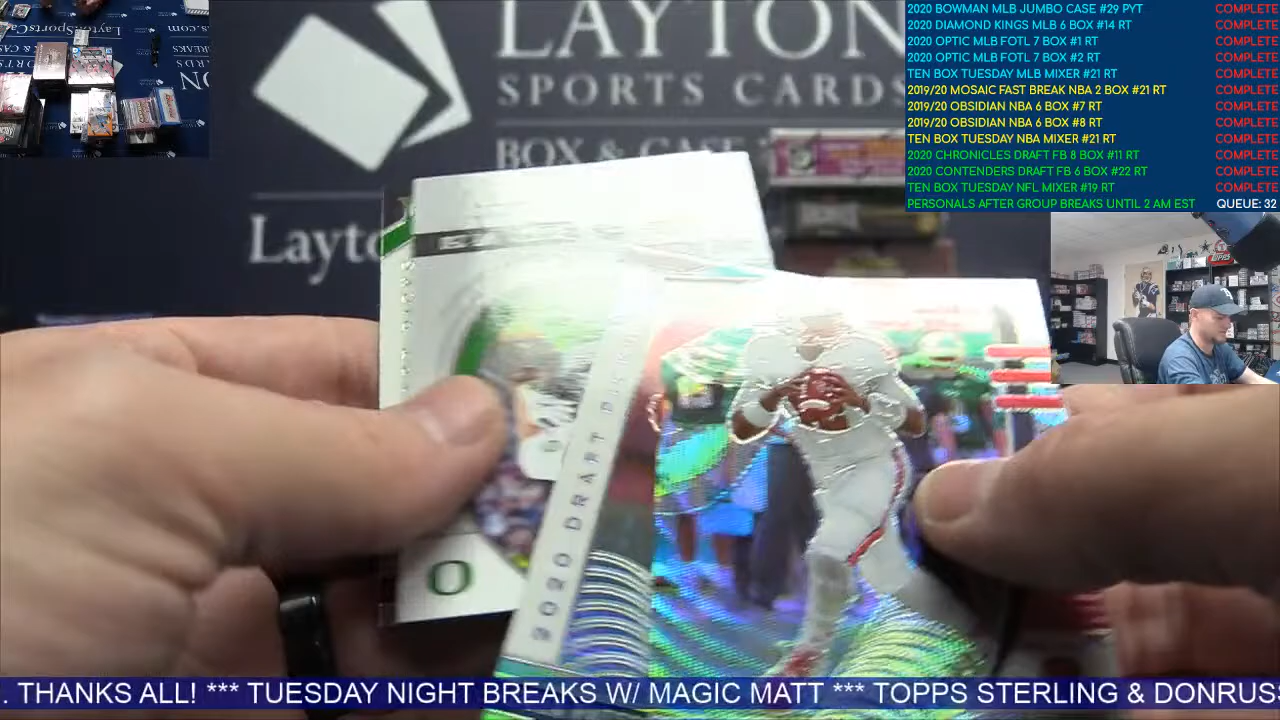 LAYTON
SPORTS CARDS
BOX & CASE
Layto
2020 BOWMAN MLB JUMBO CASE #29 PYT COMPLETE
2020 DIAMOND KINGS MLB 6 BOX #14 RT COMPLETE
2020 OPTIC MLB FOTL 7 BOX #1 RT COMPLETE
2020 OPTIC MLB FOTL 7 BOX #2 RT COMPLETE
TEN BOX TUESDAY MLB MIXER #21 RT COMPLETE
2019/20 MOSAIC FAST BREAK NBA 2 BOX #21 RT COMPLETE
2019/20 OBSIDIAN NBA 6 BOX #7 RT COMPLETE
2019/20 OBSIDIAN NBA 6 BOX #8 RT COMPLETE
TEN BOX TUESDAY NBA MIXER #21 RT COMPLETE
2020 CHRONICLES DRAFT FB 8 BOX #11 RT COMPLETE
2020 CONTENDERS DRAFT FB 6 BOX #22 RT COMPLETE
TEN BOX TUESDAY NFL MIXER #19 RT COMPLETE
PERSONALS AFTER GROUP BREAKS UNTIL 2 AM EST QUEUE: 32
2020 DRAFT
O
. THANKS ALL! *** TUESDAY NIGHT BREAKS W/ MAGIC MATT *** TOPPS STERLING & DONRUS